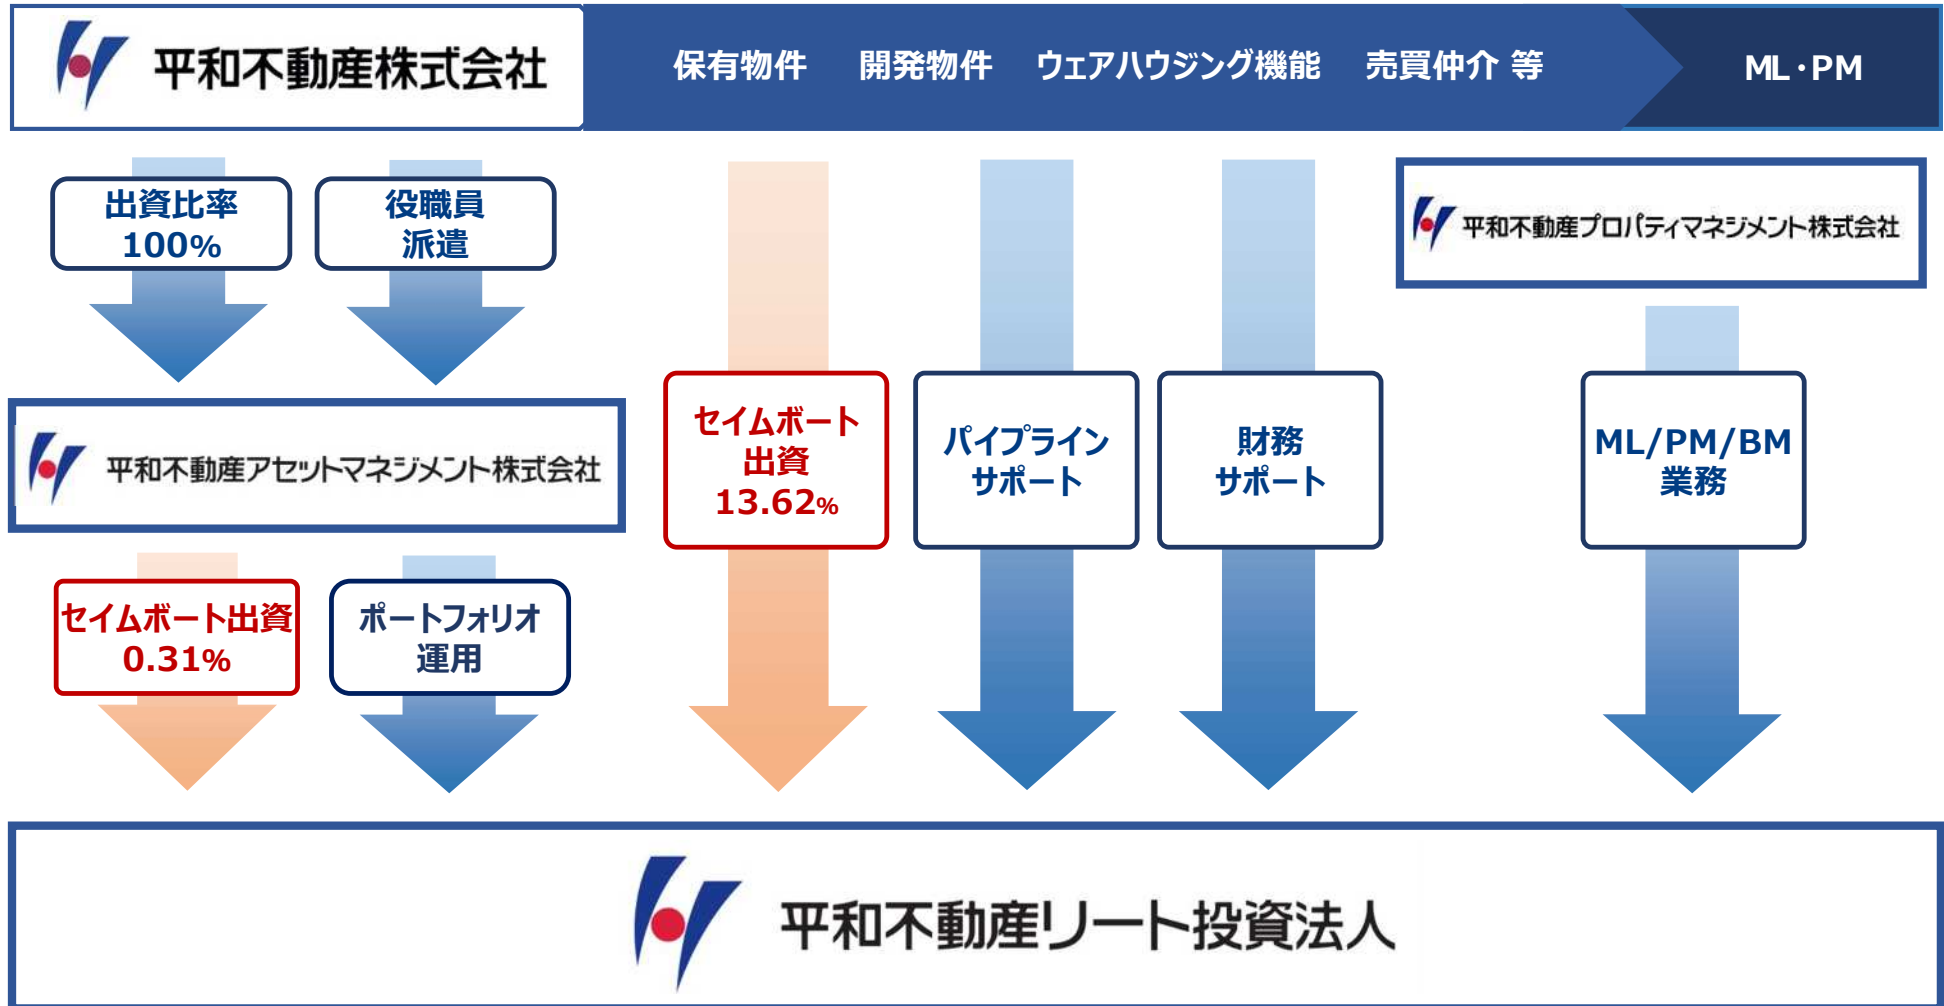 平和不動産株式会社
保有物件 開発物件 ウェアハウジング機能 売買仲介 等
ML・PM
出資比率
100%
役職員
派遣
平和不動産プロパティマネジメント株式会社
平和不動産アセットマネジメント株式会社
セイムボート
出資
13.62%
パイプライン
サポート
財務
サポート
ML/PM/BM
業務
セイムボート出資
0.31%
ポートフォリオ
運用
平和不動産リート投資法人